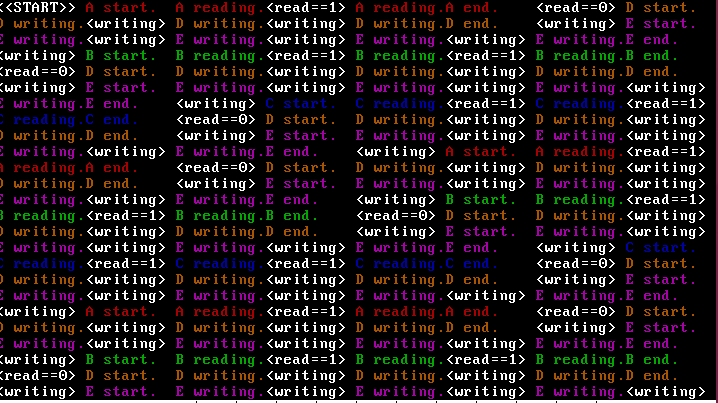 <<START>> A start.  A reading.<read==1> A reading.A end.    <read==0> D start.
D writing.<writing> D writing.<writing> D writing.D end.    <writing> E start.
E writing.<writing> E writing.<writing> E writing.<writing> E writing.E end.
<writing> B start.  B reading.<read==1> B reading.<read==1> B reading.B end.
<read==0> D start.  D writing.<writing> D writing.<writing> D writing.D end.
<writing> E start.  E writing.<writing> E writing.<writing> E writing.<writing>
E writing.E end.    <writing> C start.  C reading.<read==1> C reading.<read==1>
C reading.C end.    <read==0> D start.  D writing.<writing> D writing.<writing>
D writing.D end.    <writing> E start.  E writing.<writing> E writing.<writing>
E writing.<writing> E writing.E end.    <writing> A start.  A reading.<read==1>
A reading.A end.    <read==0> D start.  D writing.<writing> D writing.<writing>
D writing.D end.    <writing> E start.  E writing.<writing> E writing.<writing>
E writing.<writing> E writing.E end.    <writing> B start.  B reading.<read==1>
B reading.<read==1> B reading.B end.    <read==0> D start.  D writing.<writing>
D writing.<writing> D writing.D end.    <writing> E start.  E writing.<writing>
E writing.<writing> E writing.<writing> E writing.E end.    <writing> C start.
C reading.<read==1> C reading.<read==1> C reading.C end.    <read==0> D start.
D writing.<writing> D writing.<writing> D writing.D end.    <writing> E start.
E writing.<writing> E writing.<writing> E writing.<writing> E writing.E end.
<writing> A start.  A reading.<read==1> A reading.A end.    <read==0> D start.
D writing.<writing> D writing.<writing> D writing.D end.    <writing> E start.
E writing.<writing> E writing.<writing> E writing.<writing> E writing.E end.
<writing> B start.  B reading.<read==1> B reading.<read==1> B reading.B end.
<read==0> D start.  D writing.<writing> D writing.<writing> D writing.D end.
<writing> E start.  E writing.<writing> E writing.<writing> E writing.<writing>